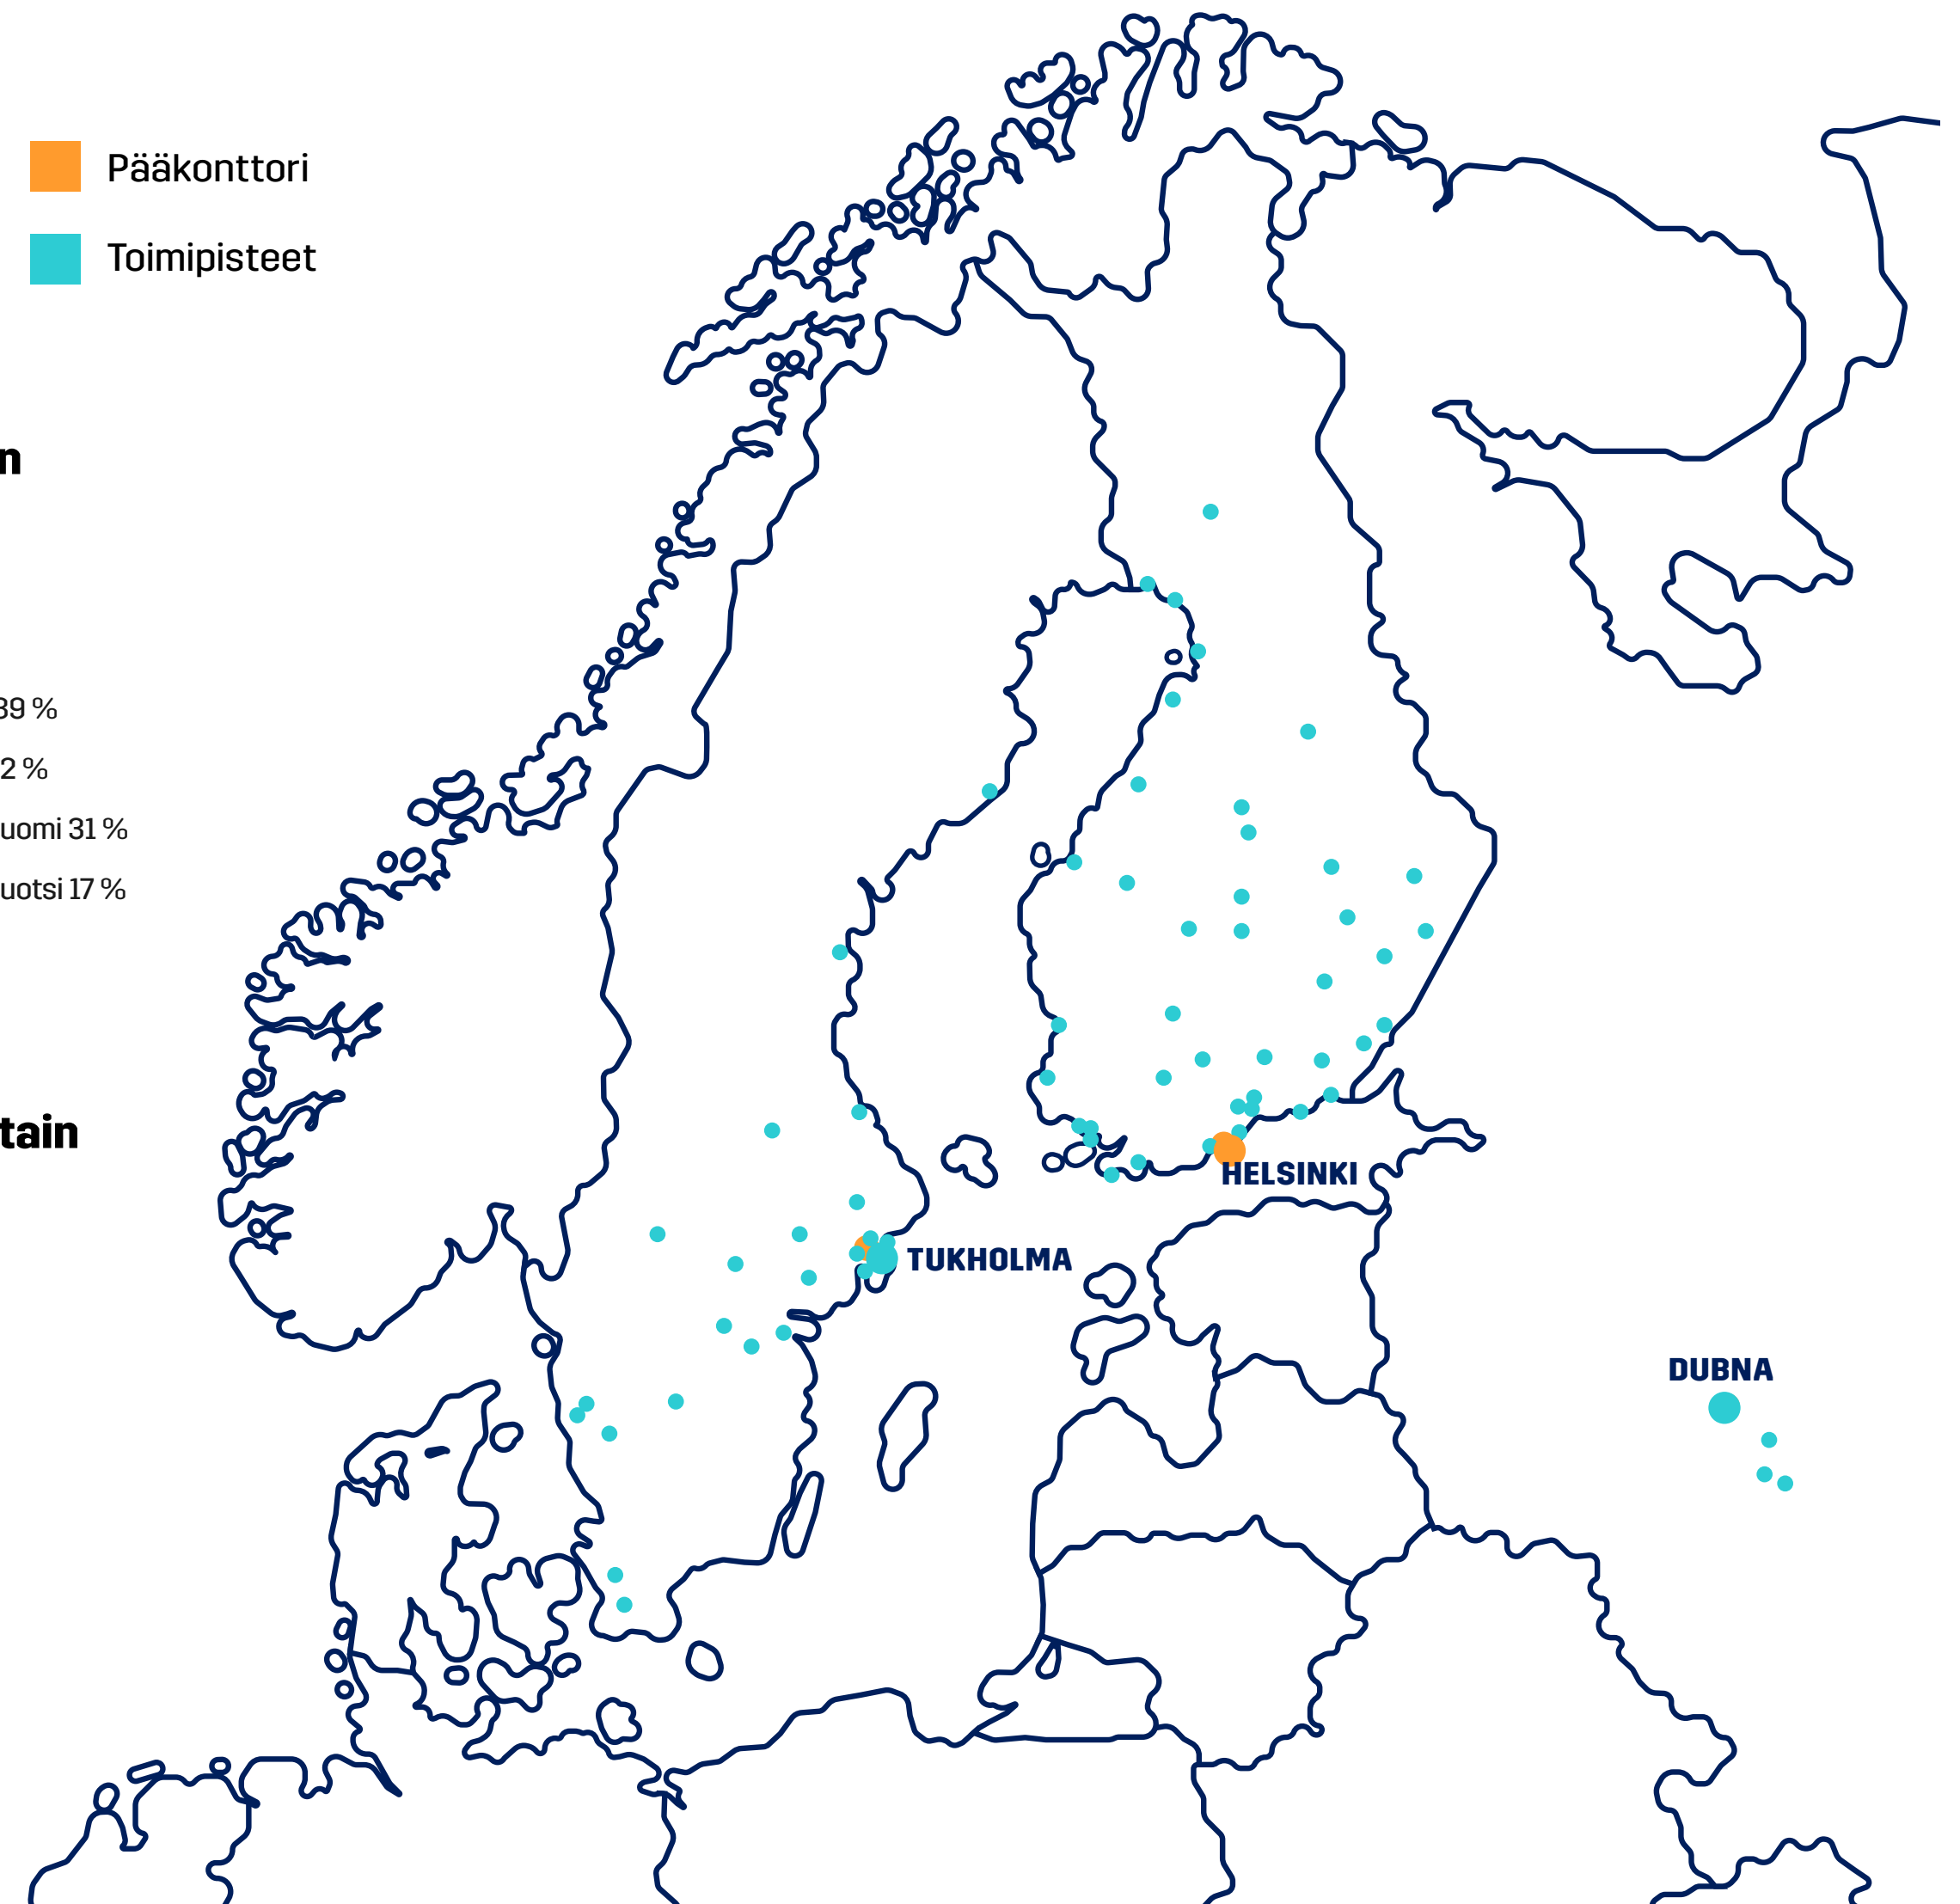 Pääkonttori
Toimipisteet
n
39 %
2 %
uomi 31 %
uotsi 17 %
tain
HELSINKI
TUKHOLMA
DUBNA